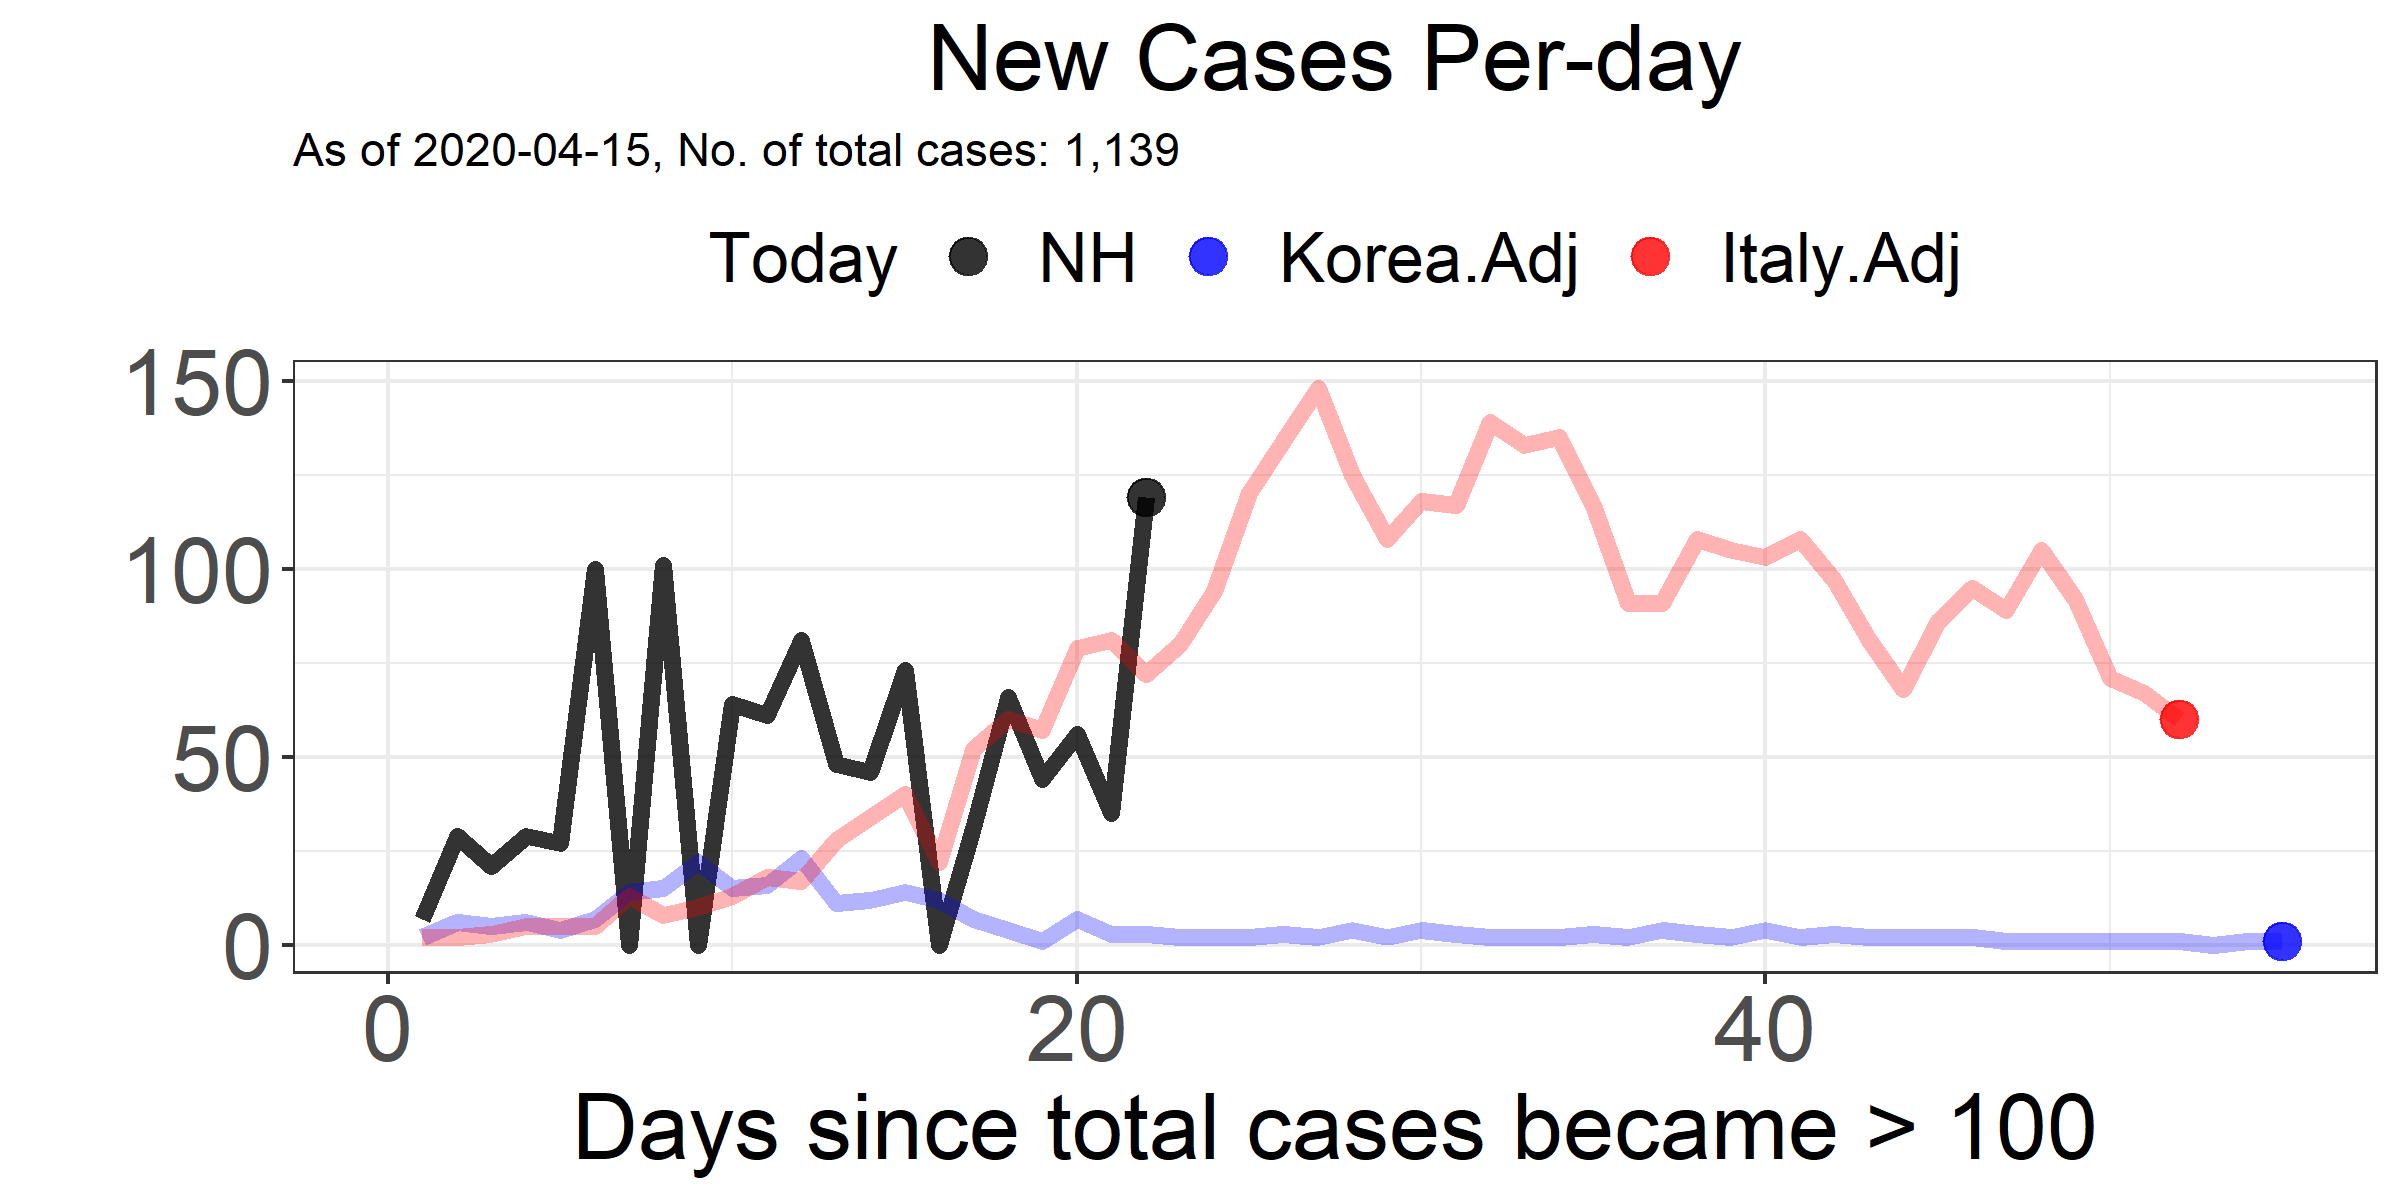 New Cases Per-day
As of 2020-04-15, No. of total cases: 1,139
Today NH Korea.Adj Italy.Adj
150
100
50
0
0 20 40
Days since total cases became > 100